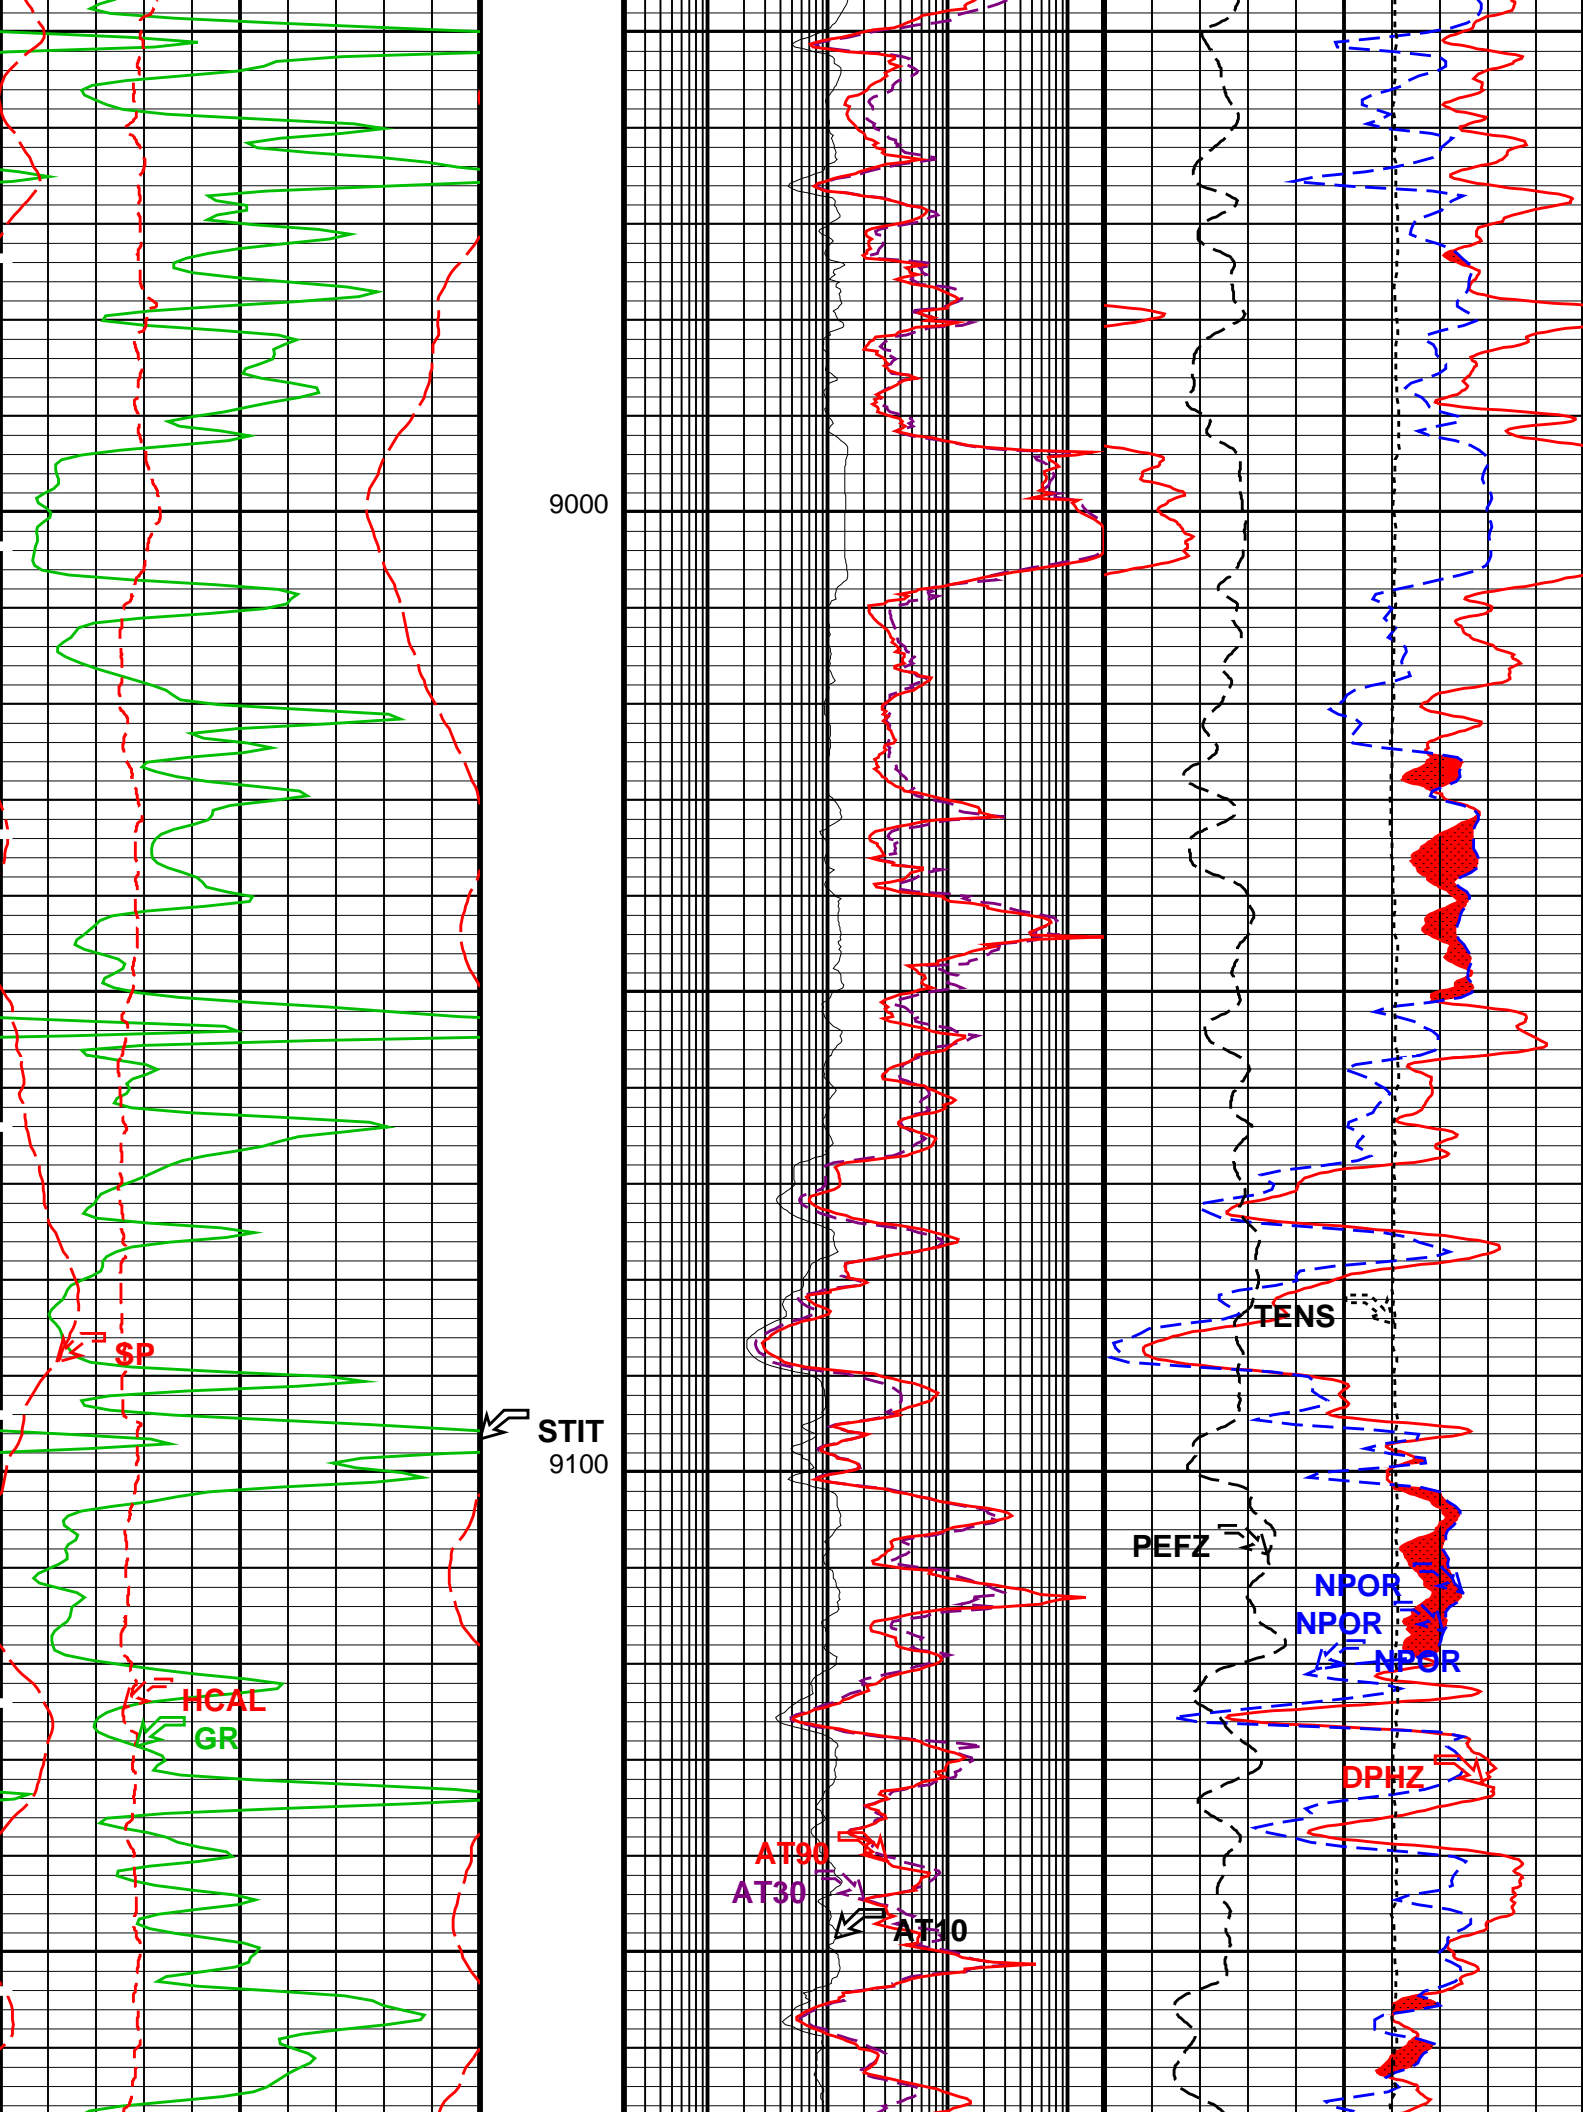 9000
TENS
SP
STIT
9100
PEFZ
NPOR
NPOR
NPOR
HCAL
GR
DPHZ
AT90
AT30
AT10